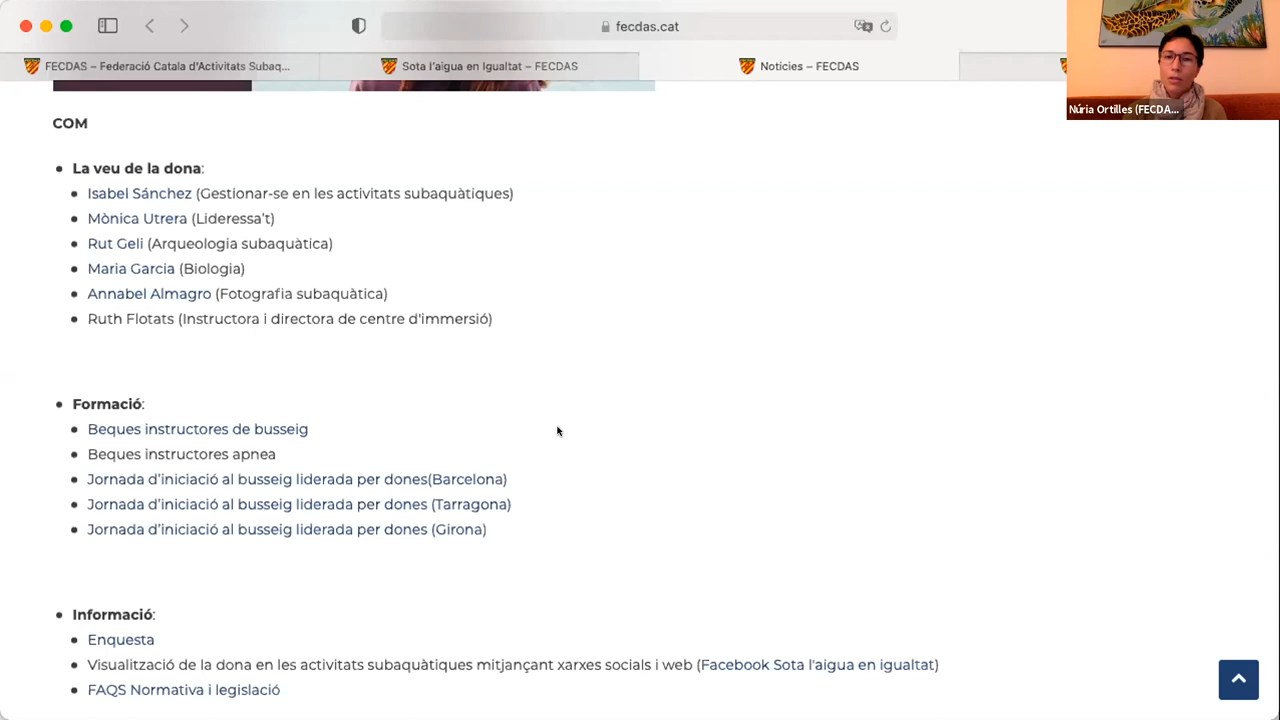 fecdas.cat
FECDAS – Federació Catala d'Activitats Subaq...
Sota l'aigua en Igualtat – FECDAS
Noticies – FECDAS
Núria Ortilles (FECDA...
COM
La veu de la dona:
Isabel Sánchez (Gestionar-se en les activitats subaquàtiques)
Mònica Utrera (Lideressa't)
Rut Geli (Arqueologia subaquàtica)
Maria Garcia (Biologia)
Annabel Almagro (Fotografia subaquàtica)
Ruth Flotats (Instructora i directora de centre d'immersió)
Formació:
Beques instructores de busseig
Beques instructores apnea
Jornada d'iniciació al busseig liderada per dones(Barcelona)
Jornada d'iniciació al busseig liderada per dones (Tarragona)
Jornada d'iniciació al busseig liderada per dones (Girona)
Informació:
Enquesta
Visualització de la dona en les activitats subaquàtiques mitjançant xarxes socials i web (Facebook Sota l'aigua en igualtat)
FAQS Normativa i legislació